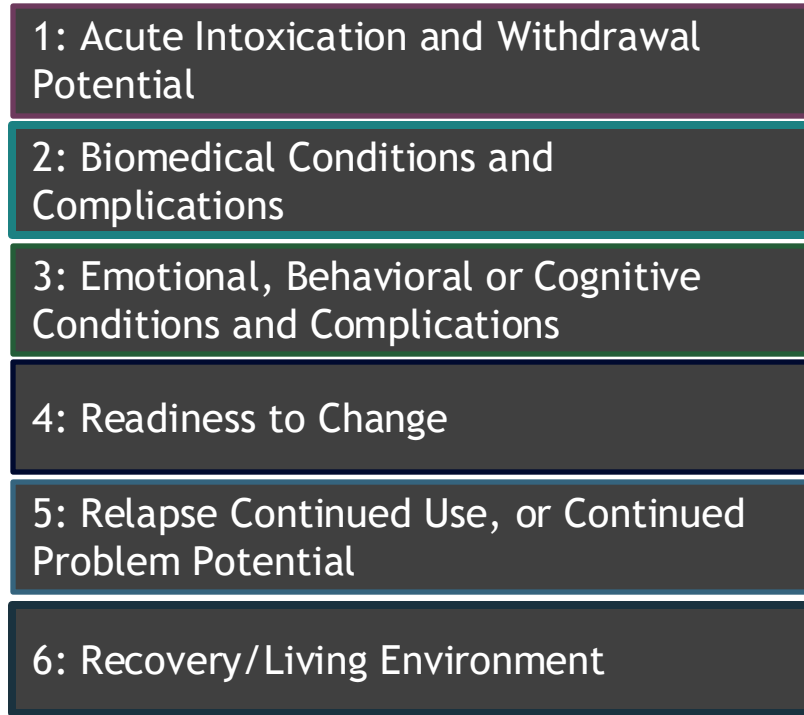 1: Acute Intoxication and Withdrawal
Potential
2: Biomedical Conditions and
Complications
3: Emotional, Behavioral or Cognitive
Conditions and Complications
4: Readiness to Change
5: Relapse Continued Use, or Continued
Problem Potential
6: Recovery/Living Environment